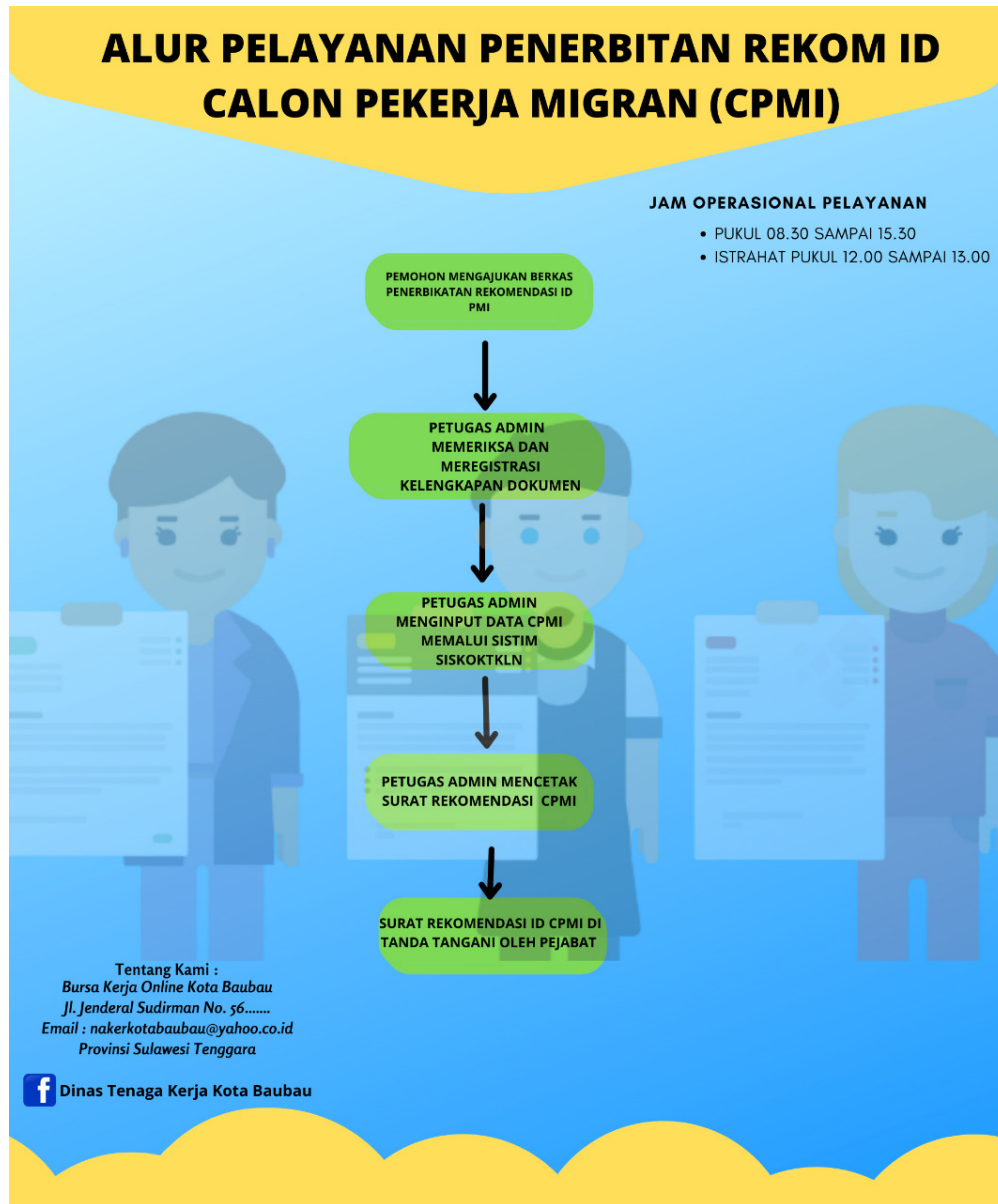 ALUR PELAYANAN PENERBITAN REKOM ID
CALON PEKERJA MIGRAN (CPMI)
JAM OPERASIONAL PELAYANAN
• PUKUL 08.30 SAMPAI 15.30
• ISTRAHAT PUKUL 12.00 SAMPAI 13.00
PEMOHON MENGAJUKAN BERKAS
PENERBIKATAN REKOMENDASI ID
PMI
PETUGAS ADMIN
MEMERIKSA DAN
MEREGISTRASI
KELENGKAPAN DOKUMEN
PETUGAS ADMIN
MENGINPUT DATA CPMI
MEMALUI SISTIM
SISKOKTKLN
PETUGAS ADMIN MENCETAK
SURAT REKOMENDASI CPMI
SURAT REKOMENDASI ID CPMI DI
TANDA TANGANI OLEH PEJABAT
Tentang Kami :
Bursa Kerja Online Kota Baubau
Jl. Jenderal Sudirman No. 56.......
Email : nakerkotabaubau@yahoo.co.id
Provinsi Sulawesi Tenggara
f Dinas Tenaga Kerja Kota Baubau